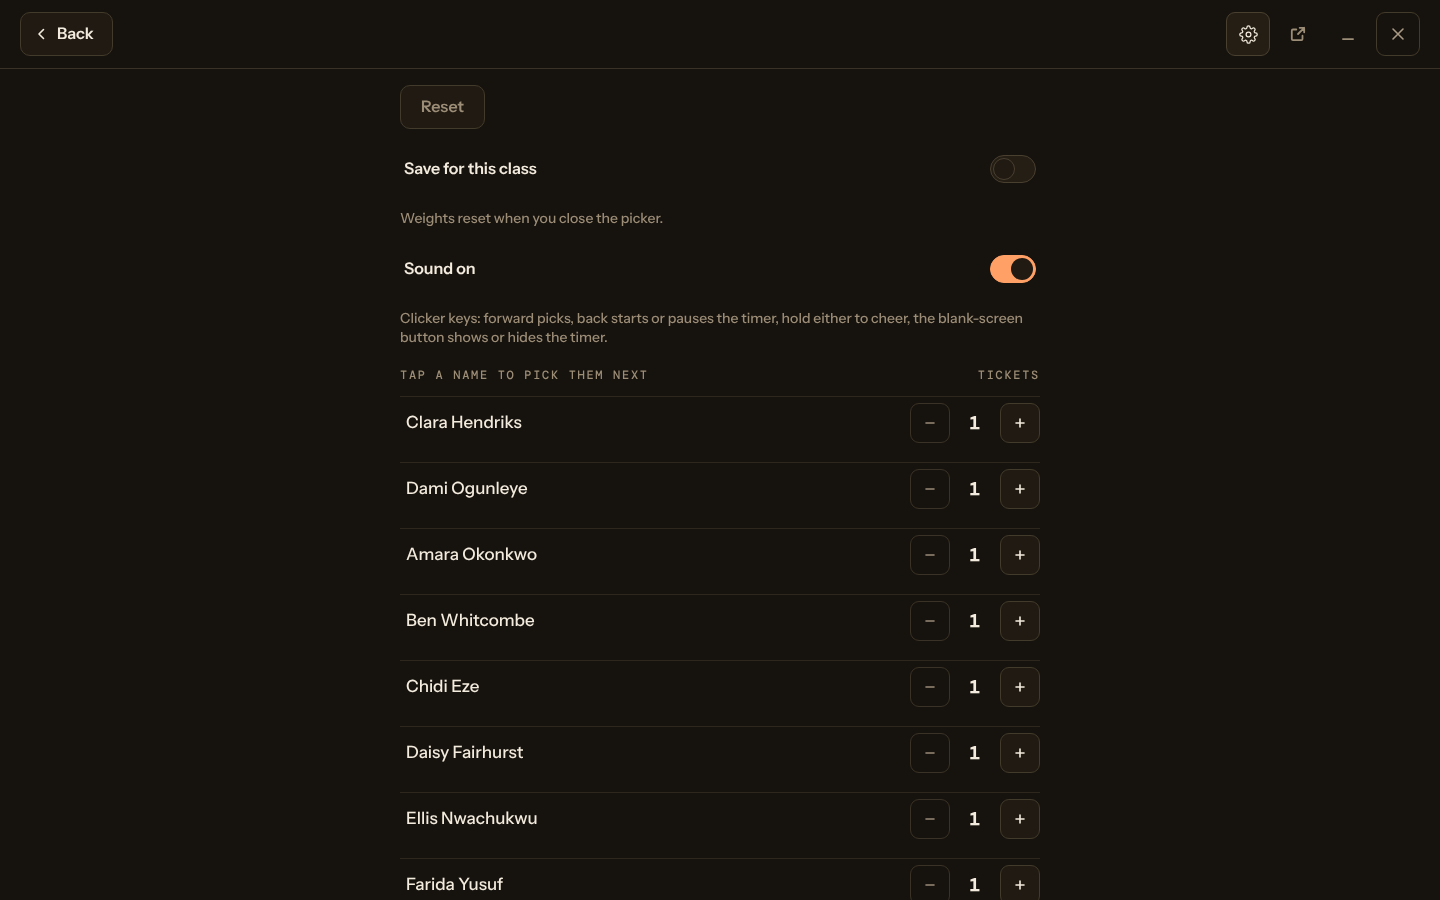 Back
Reset
Save for this class
Weights reset when you close the picker.
Sound on
Clicker keys: forward picks, back starts or pauses the timer, hold either to cheer, the blank-screen
button shows or hides the timer.
TAP A NAME TO PICK THEM NEXT TICKETS
Clara Hendriks − 1 +
Dami Ogunleye − 1 +
Amara Okonkwo − 1 +
Ben Whitcombe − 1 +
Chidi Eze − 1 +
Daisy Fairhurst − 1 +
Ellis Nwachukwu − 1 +
Farida Yusuf − 1 +